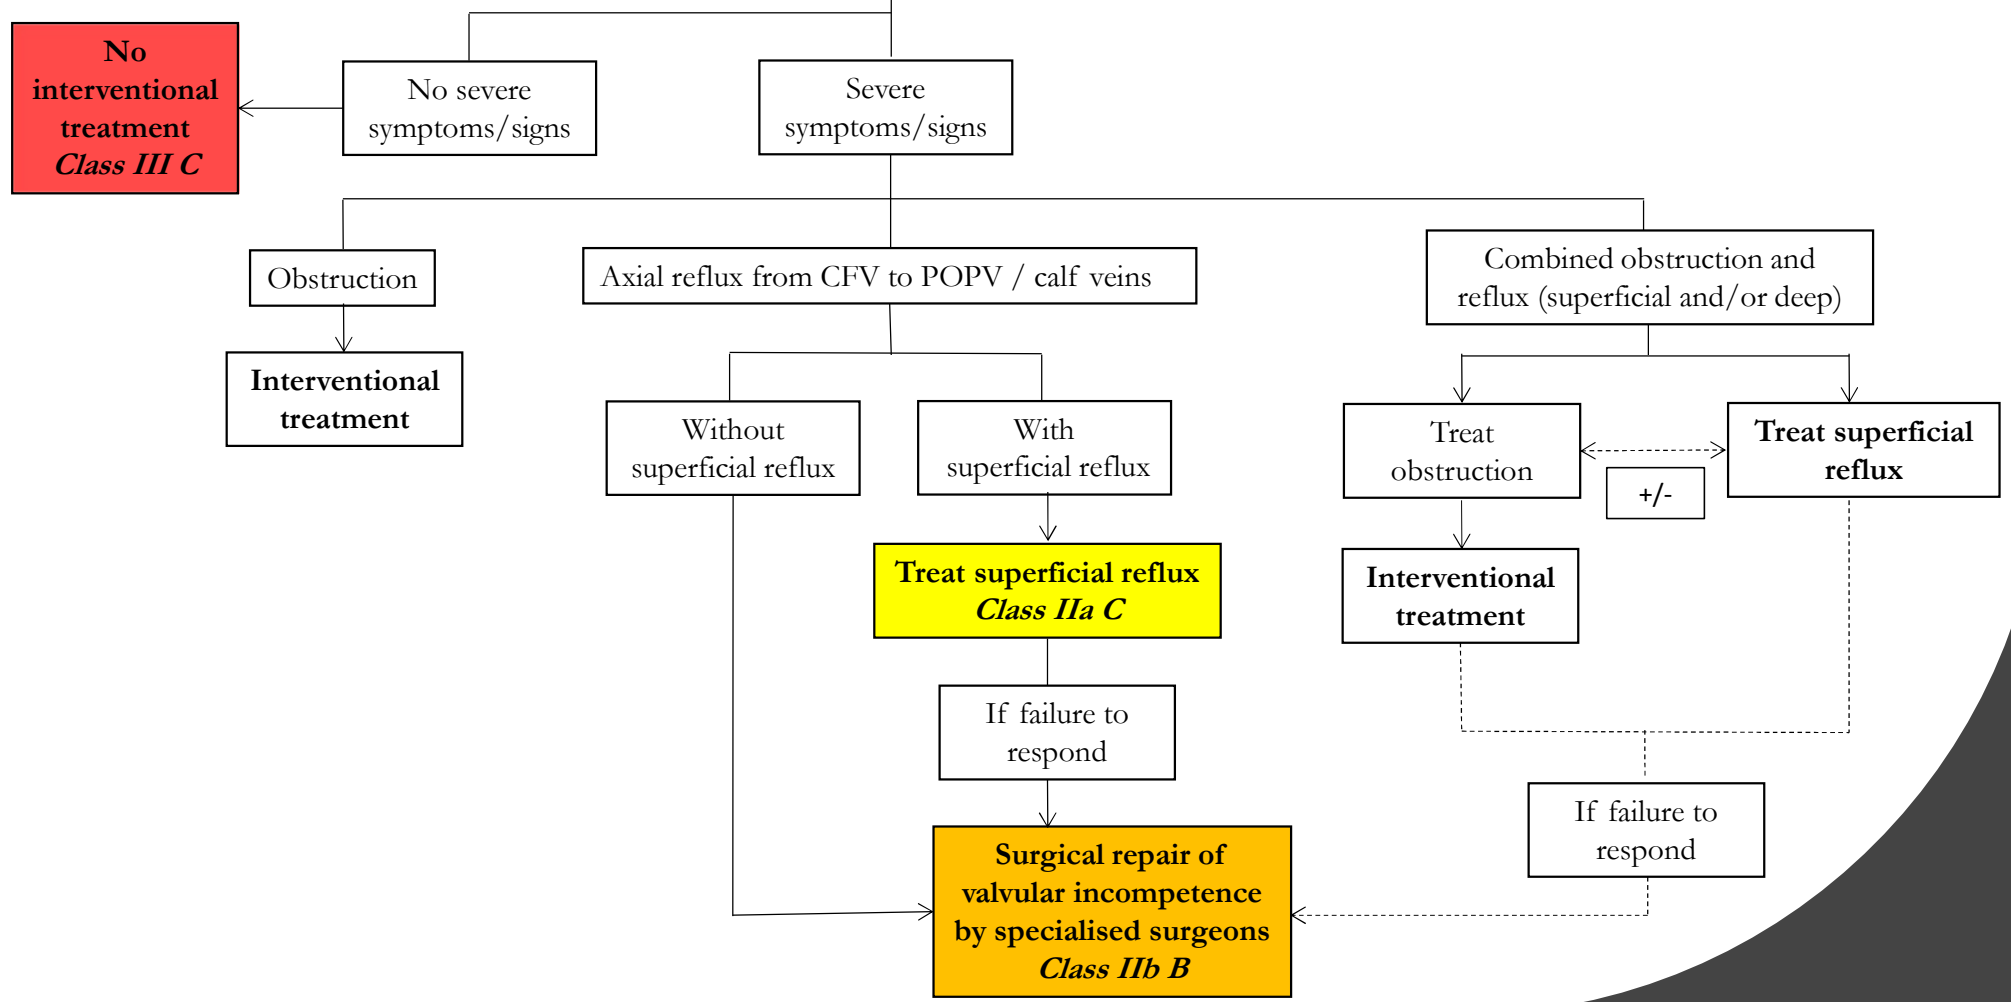 No
interventional
treatment
Class III C
No severe
symptoms/signs
Severe
symptoms/signs
Obstruction
Axial reflux from CFV to POPV / calf veins
Combined obstruction and
reflux (superficial and/or deep)
Interventional
treatment
Without
superficial reflux
With
superficial reflux
Treat
obstruction
+/-
Treat superficial
reflux
Treat superficial reflux
Class IIa C
Interventional
treatment
If failure to
respond
If failure to
respond
Surgical repair of
valvular incompetence
by specialised surgeons
Class IIb B